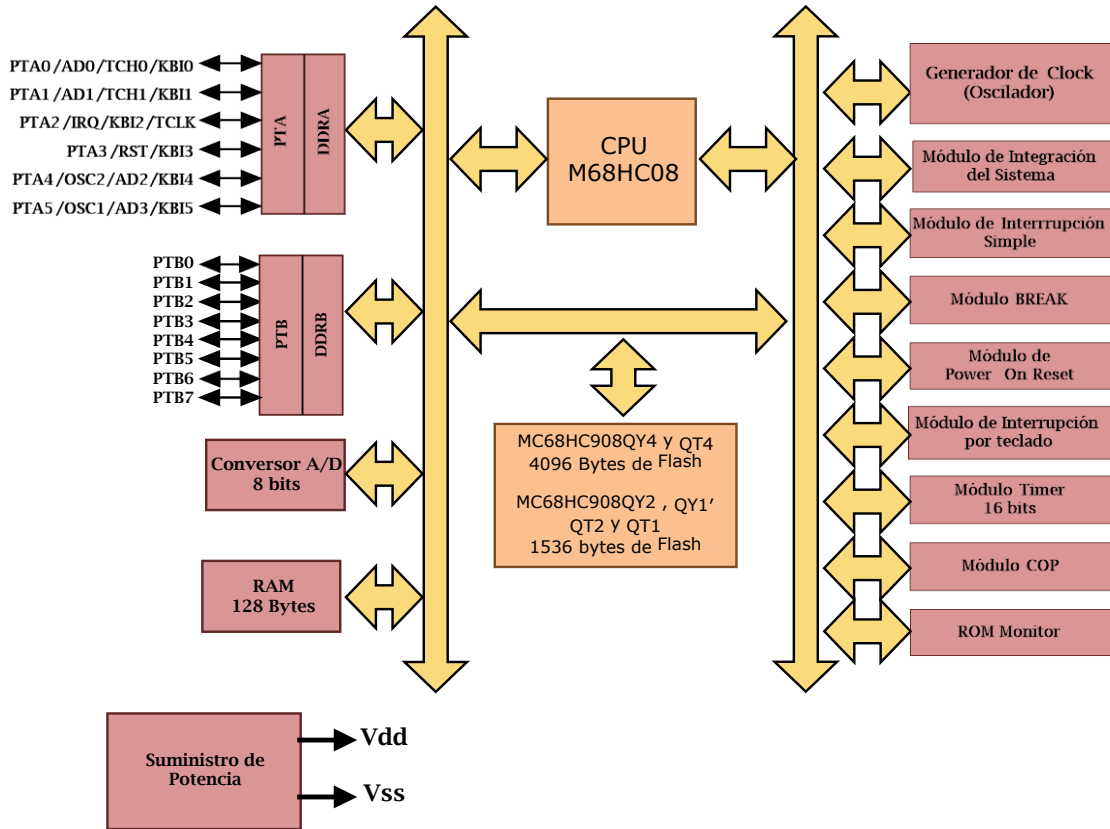 PTA0/AD0/TCH0/KBI0
PTA1/AD1/TCH1/KBI1
PTA2/IRQ/KBI2/TCLK
PTA3/RST/KBI3
PTA4/OSC2/AD2/KBI4
PTA5/OSC1/AD3/KBI5
PTA
DDRA
PTB0
PTB1
PTB2
PTB3
PTB4
PTB5
PTB6
PTB7
PTB
DDRB
Conversor A/D
8 bits
RAM
128 Bytes
CPU
M68HC08
MC68HC908QY4 y QT4
4096 Bytes de Flash
MC68HC908QY2 , QY1’
QT2 y QT1
1536 bytes de Flash
Generador de Clock
(Oscilador)
Módulo de Integración
del Sistema
Módulo de Interrrupción
Simple
Módulo BREAK
Módulo de
Power On Reset
Módulo de Interrupción
por teclado
Módulo Timer
16 bits
Módulo COP
ROM Monitor
Suministro de
Potencia
Vdd
Vss